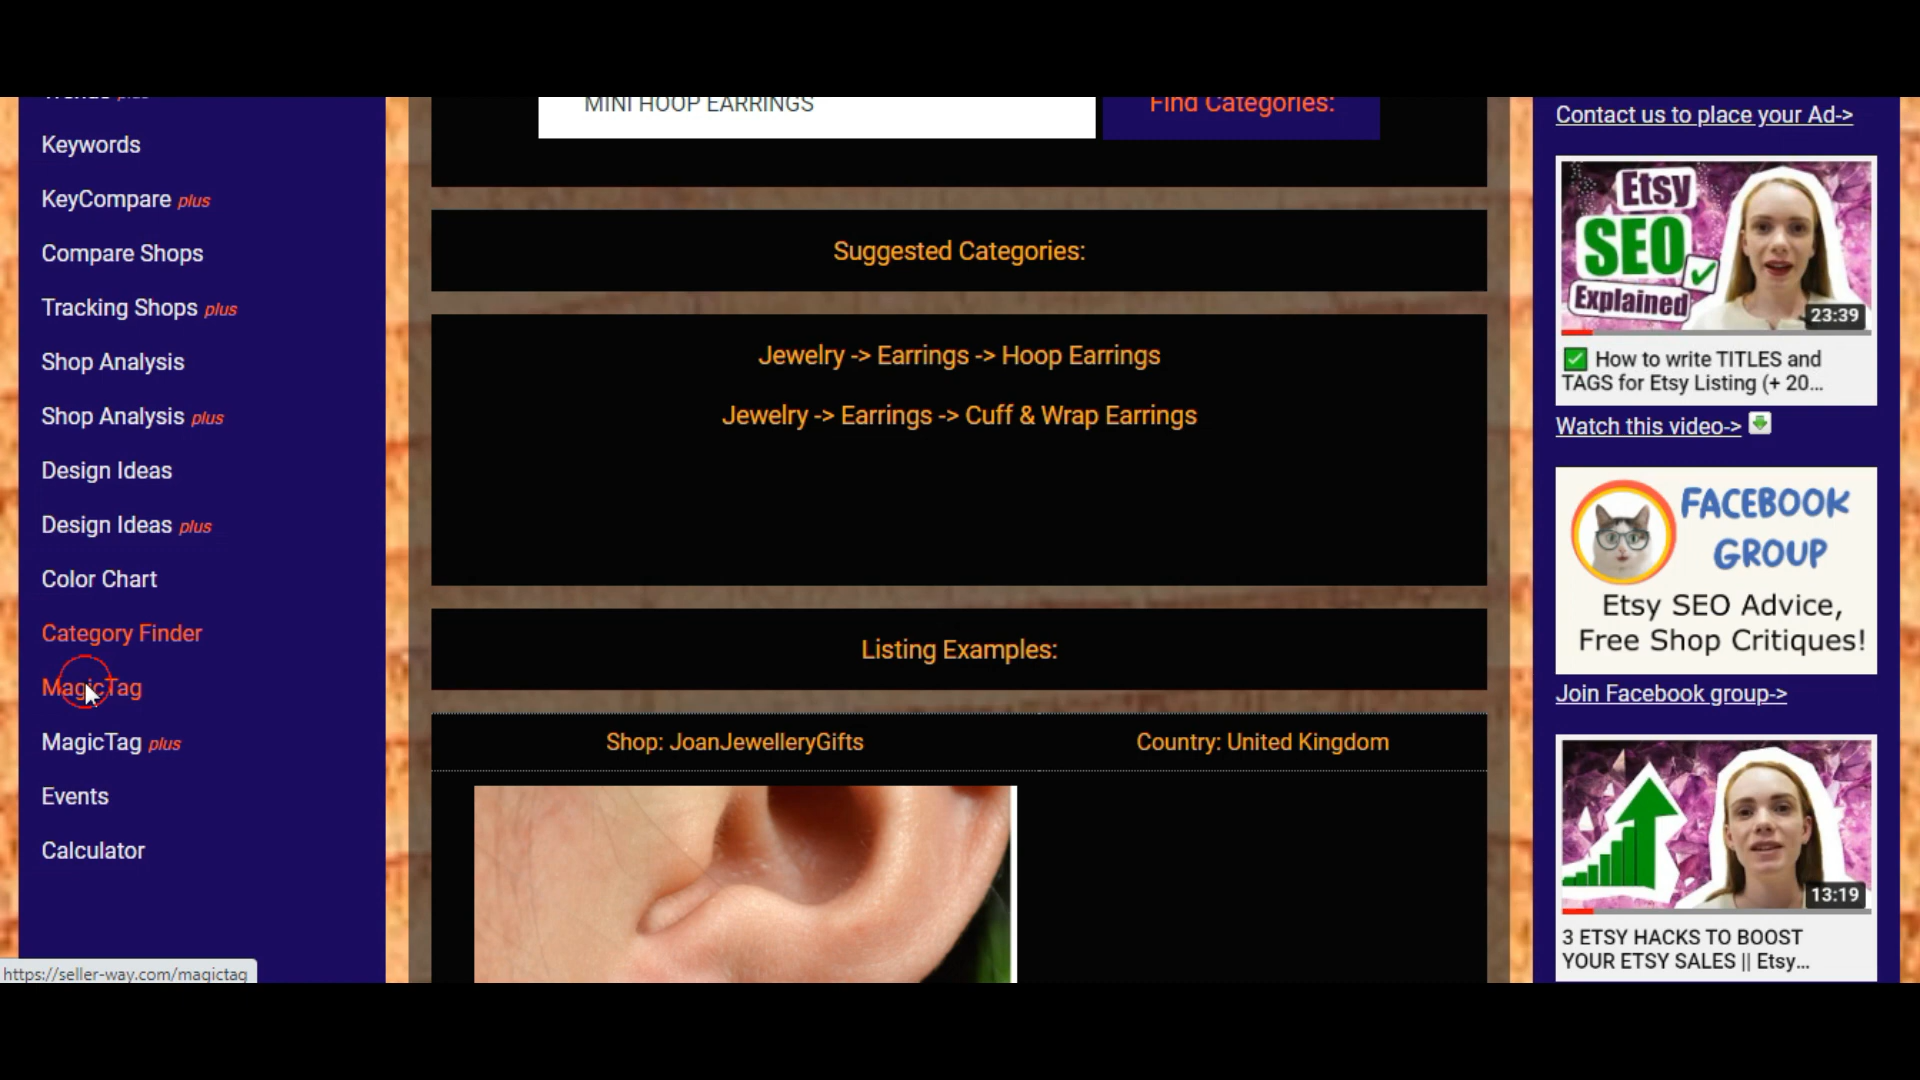 Keywords
KeyCompare plus
Compare Shops
Tracking Shops plus
Shop Analysis
Shop Analysis plus
Design Ideas
Design Ideas plus
Color Chart
Category Finder
MagicTag
MagicTag plus
Events
Calculator
https://seller-way.com/magictag
MINI HOOP EARRINGS
Find Categories:
Suggested Categories:
Jewelry -> Earrings -> Hoop Earrings
Jewelry -> Earrings -> Cuff & Wrap Earrings
Listing Examples:
Shop: JoanJewelleryGifts
Country: United Kingdom
Contact us to place your Ad->
Etsy
SEO
Explained
23:39
✅ How to write TITLES and
TAGS for Etsy Listing (+ 20...
Watch this video->
FACEBOOK
GROUP
Etsy SEO Advice,
Free Shop Critiques!
Join Facebook group->
13:19
3 ETSY HACKS TO BOOST
YOUR ETSY SALES || Etsy...